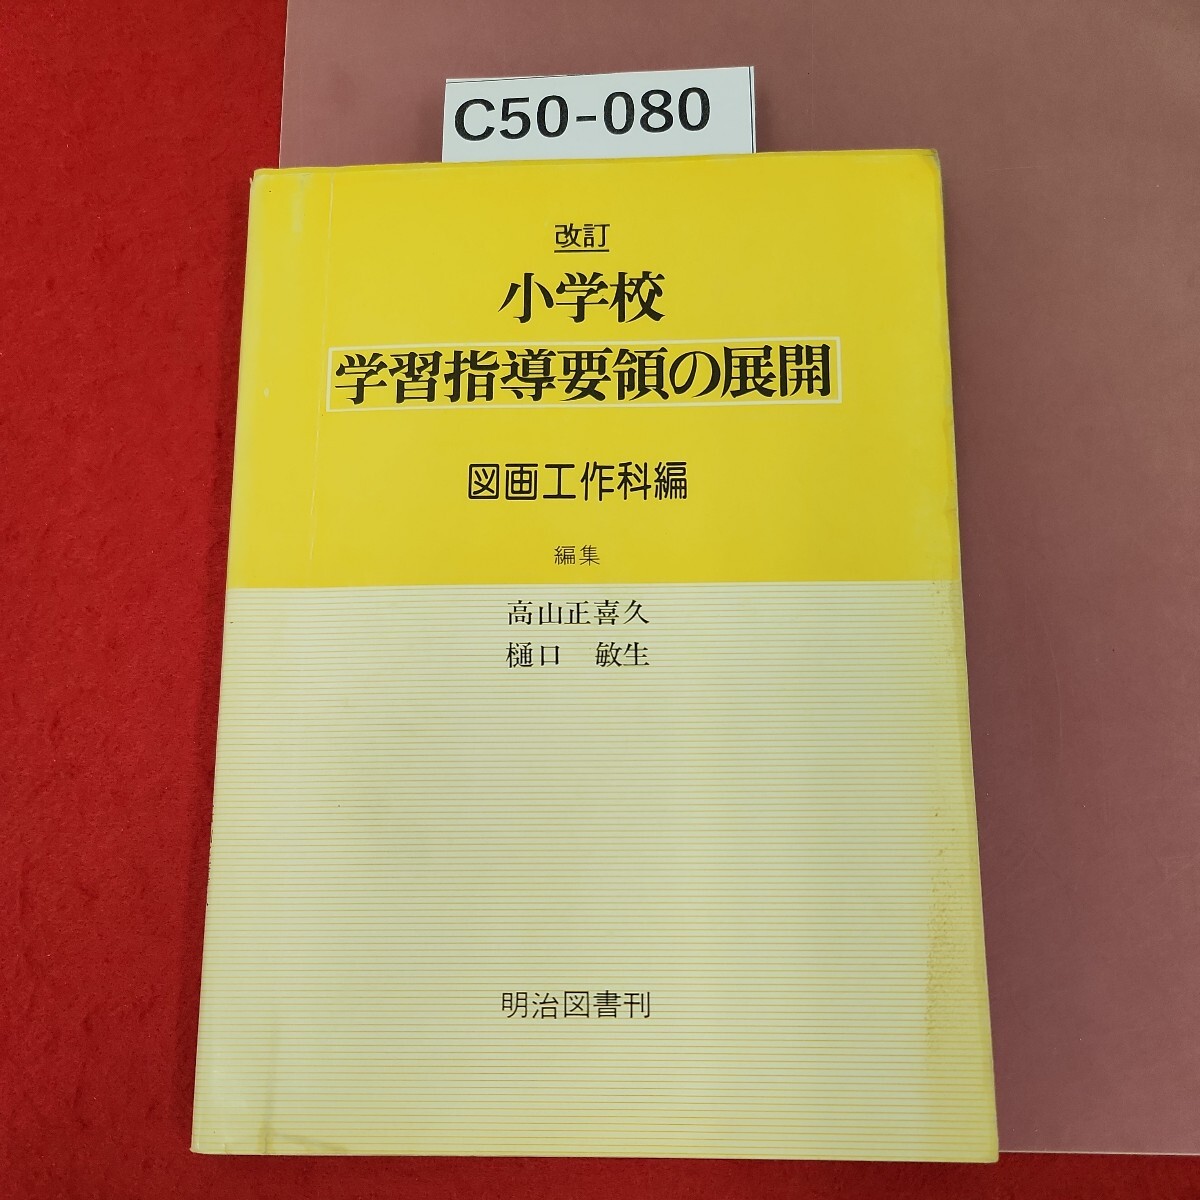 C50-080
改訂
小学校
学習指導要領の展開
図画工作科編
編集
高山正喜久
樋口 敏生
明治図書刊